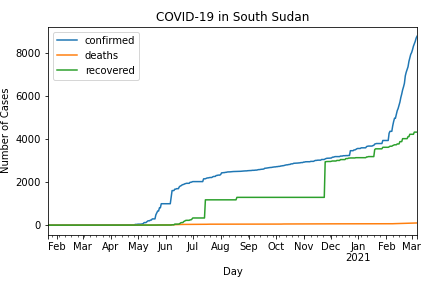 COVID-19 in South Sudan
confirmed
deaths
recovered
Number of Cases
8000
6000
4000
2000
0
Feb Mar Apr May Jun Jul Aug Sep Oct Nov Dec Jan Feb Mar
2021
Day